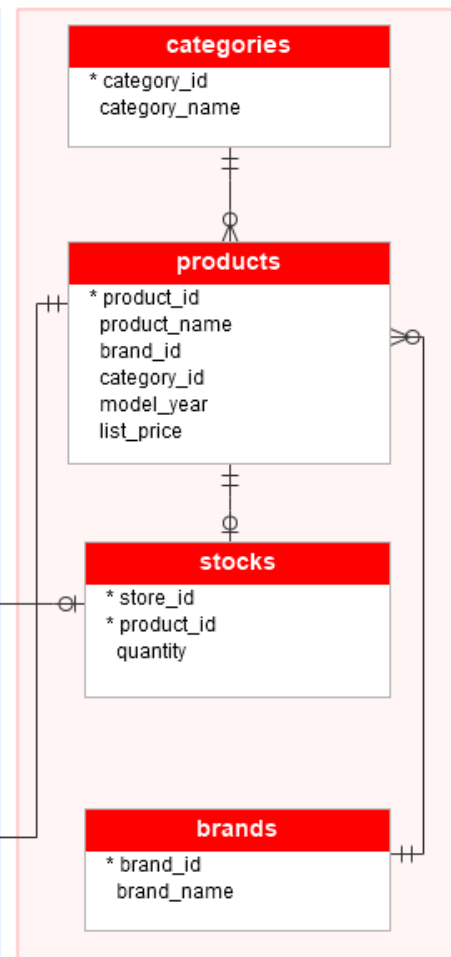 categories
* category_id
category_name
products
* product_id
product_name
brand_id
category_id
model_year
list_price
stocks
* store_id
* product_id
quantity
brands
* brand_id
brand_name